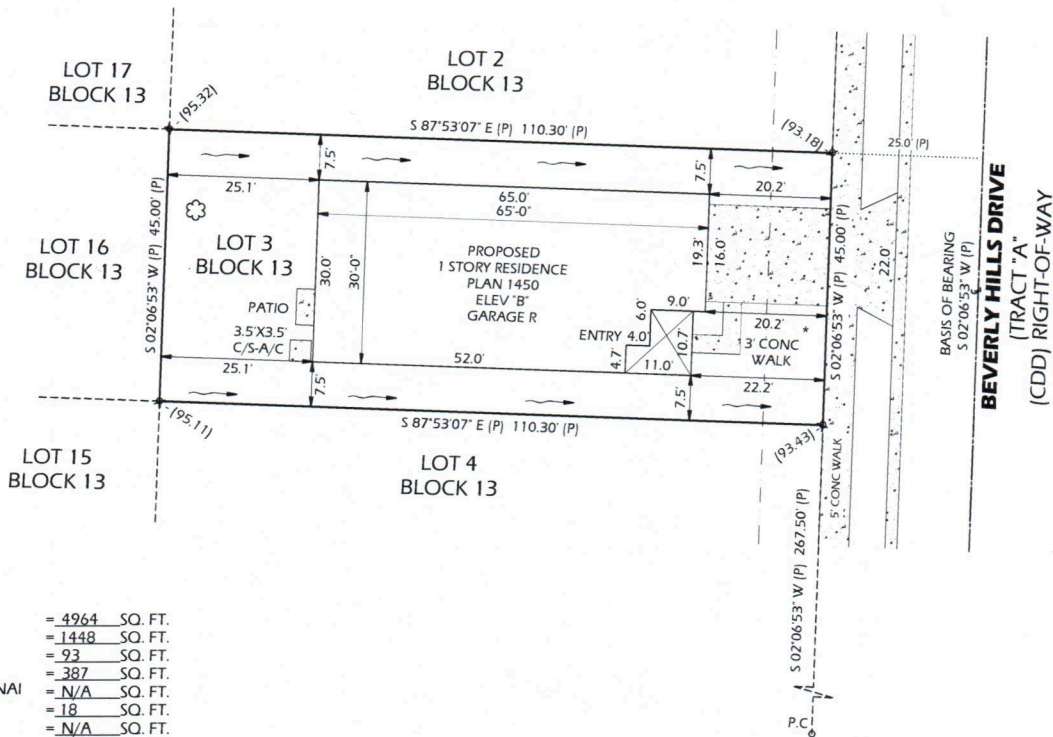 LOT 17
BLOCK 13
LOT 2
BLOCK 13
(95.32)
S 87°53'07" E (P) 110.30' (P)
(93.18)
25.0' (P)
7.5'
7.5'
25.1'
20.2'
65.0'
65'-0"
S 02°06'53" W (P) 45.00' (P)
LOT 16
BLOCK 13
LOT 3
BLOCK 13
30.0'
30'-0"
PROPOSED
1 STORY RESIDENCE
PLAN 1450
ELEV "B"
GARAGE R
19.3'
16.0'
S 02°06'53" W (P) 45.00' (P)
22.0'
BASIS OF BEARING
S 02°06'53" W (P)
BEVERLY HILLS DRIVE
(TRACT "A"
(CDD) RIGHT-OF-WAY
PATIO
3.5'X3.5'
C/S-A/C
6.0'
9.0'
ENTRY
4.0'
4.7'
11.0'
10.7'
20.2'
*
3' CONC
WALK
25.1'
52.0'
22.2'
7.5'
7.5'
(95.11)
S 87°53'07" E (P) 110.30' (P)
(93.43)
LOT 15
BLOCK 13
LOT 4
BLOCK 13
5' CONC WALK
S 02°06'53" W (P) 267.50' (P)
P.C
= 4964 SQ. FT.
= 1448 SQ. FT.
= 93 SQ. FT.
= 387 SQ. FT.
NAI = N/A SQ. FT.
= 18 SQ. FT.
= N/A SQ. FT.